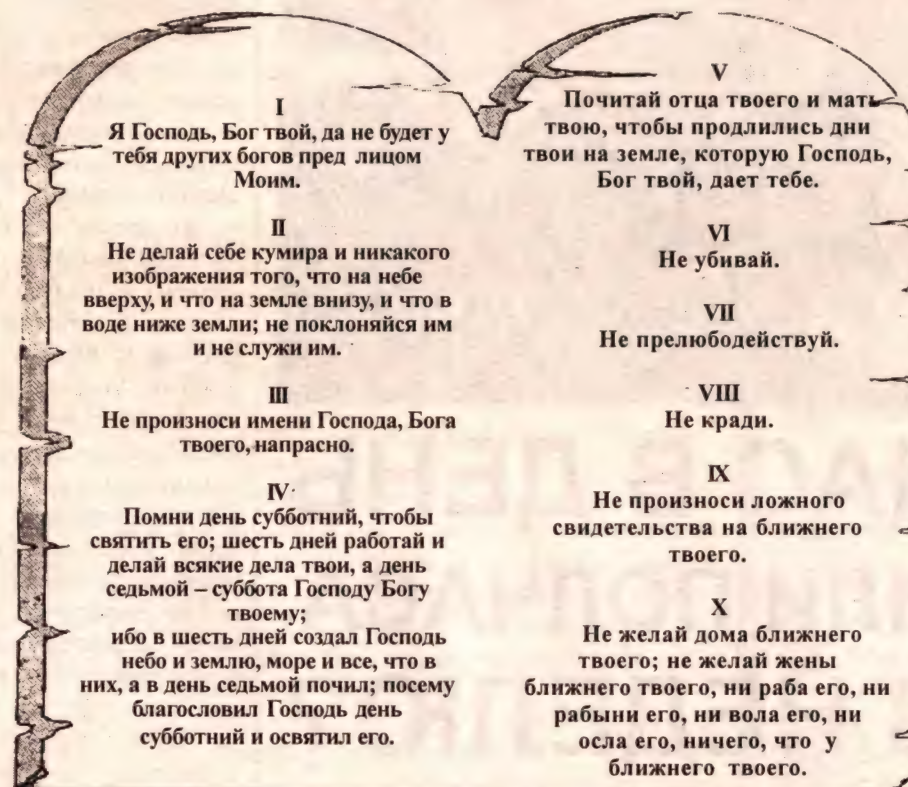 I
Я Господь, Бог твой, да не будет у
тебя других богов пред лицом
Моим.
II
Не делай себе кумира и никакого
изображения того, что на небе
вверху, и что на земле внизу, и что в
воде ниже земли; не поклоняйся им
и не служи им.
III
Не произноси имени Господа, Бога
твоего, напрасно.
IV
Помни день субботний, чтобы
святить его; шесть дней работай и
делай всякие дела твои, а день
седьмой – суббота Господу Богу
твоему;
ибо в шесть дней создал Господь
небо и землю, море и все, что в
них, а в день седьмой почил; посему
благословил Господь день
субботний и освятил его.
V
Почитай отца твоего и мать
твою, чтобы продлились дни
твои на земле, которую Господь,
Бог твой, дает тебе.
VI
Не убивай.
VII
Не прелюбодействуй.
VIII
Не кради.
IX
Не произноси ложного
свидетельства на ближнего
твоего.
X
Не желай дома ближнего
твоего; не желай жены
ближнего твоего, ни раба его, ни
рабыни его, ни вола его, ни
осла его, ничего, что у
ближнего твоего.